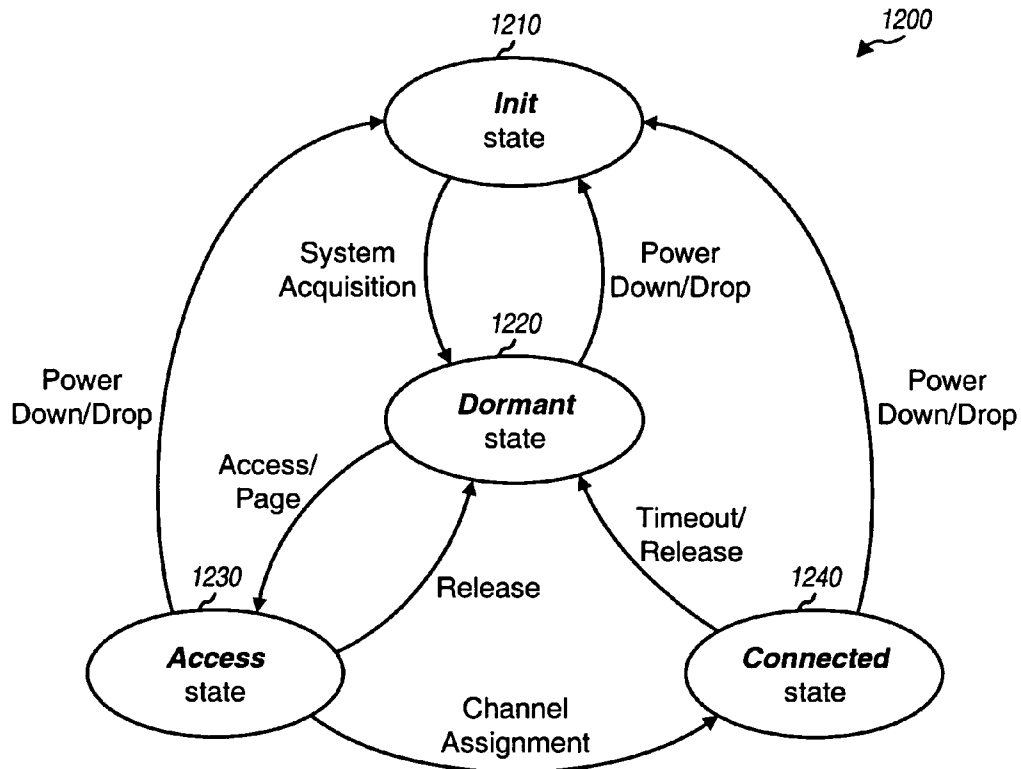 1210
1200
Init
state
System
Acquisition
Power
Down/Drop
1220
Power
Down/Drop
Power
Down/Drop
Dormant
state
Access/
Page
Timeout/
Release
Release
1230
1240
Access
state
Connected
state
Channel
Assignment